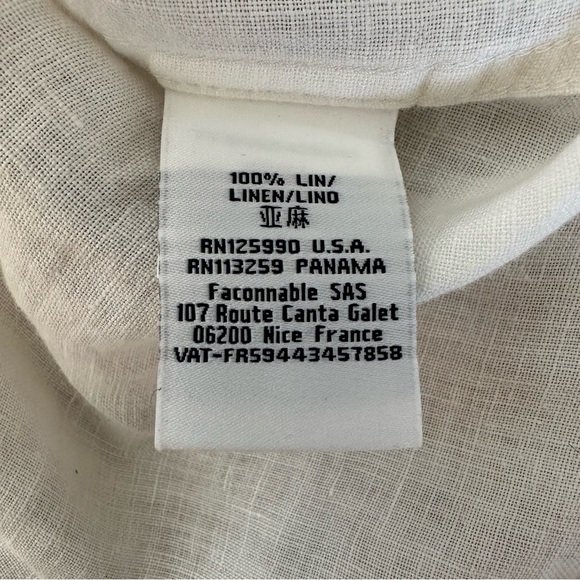 100% LIN/
LINEN/LINO
亚麻
RN125990 U.S.A.
RN113259 PANAMA
Faconnable SAS
107 Route Canta Galet
06200 Nice France
VAT-FR59443457858